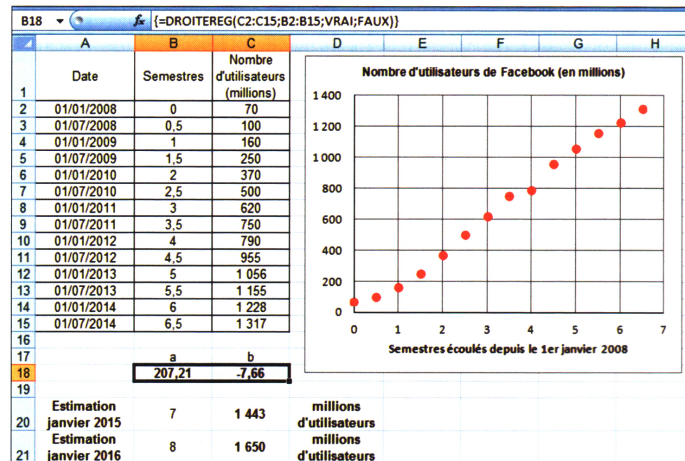 B18 fx {=DROITEREG(C2:C15;B2:B15;VRAI;FAUX)}
A B C D E F G H
1 Date Semestres Nombre d'utilisateurs (millions)
2 01/01/2008 0 70
3 01/07/2008 0,5 100
4 01/01/2009 1 160
5 01/07/2009 1,5 250
6 01/01/2010 2 370
7 01/07/2010 2,5 500
8 01/01/2011 3 620
9 01/07/2011 3,5 750
10 01/01/2012 4 790
11 01/07/2012 4,5 955
12 01/01/2013 5 1 056
13 01/07/2013 5,5 1 155
14 01/01/2014 6 1 228
15 01/07/2014 6,5 1 317
16
17 a b
18 207,21 -7,66
19
20 Estimation janvier 2015 7 1 443 millions d'utilisateurs
21 Estimation janvier 2016 8 1 650 millions d'utilisateurs
Nombre d'utilisateurs de Facebook (en millions)
1 400
1 200
1 000
800
600
400
200
0
0 1 2 3 4 5 6 7
Semestres écoulés depuis le 1er janvier 2008